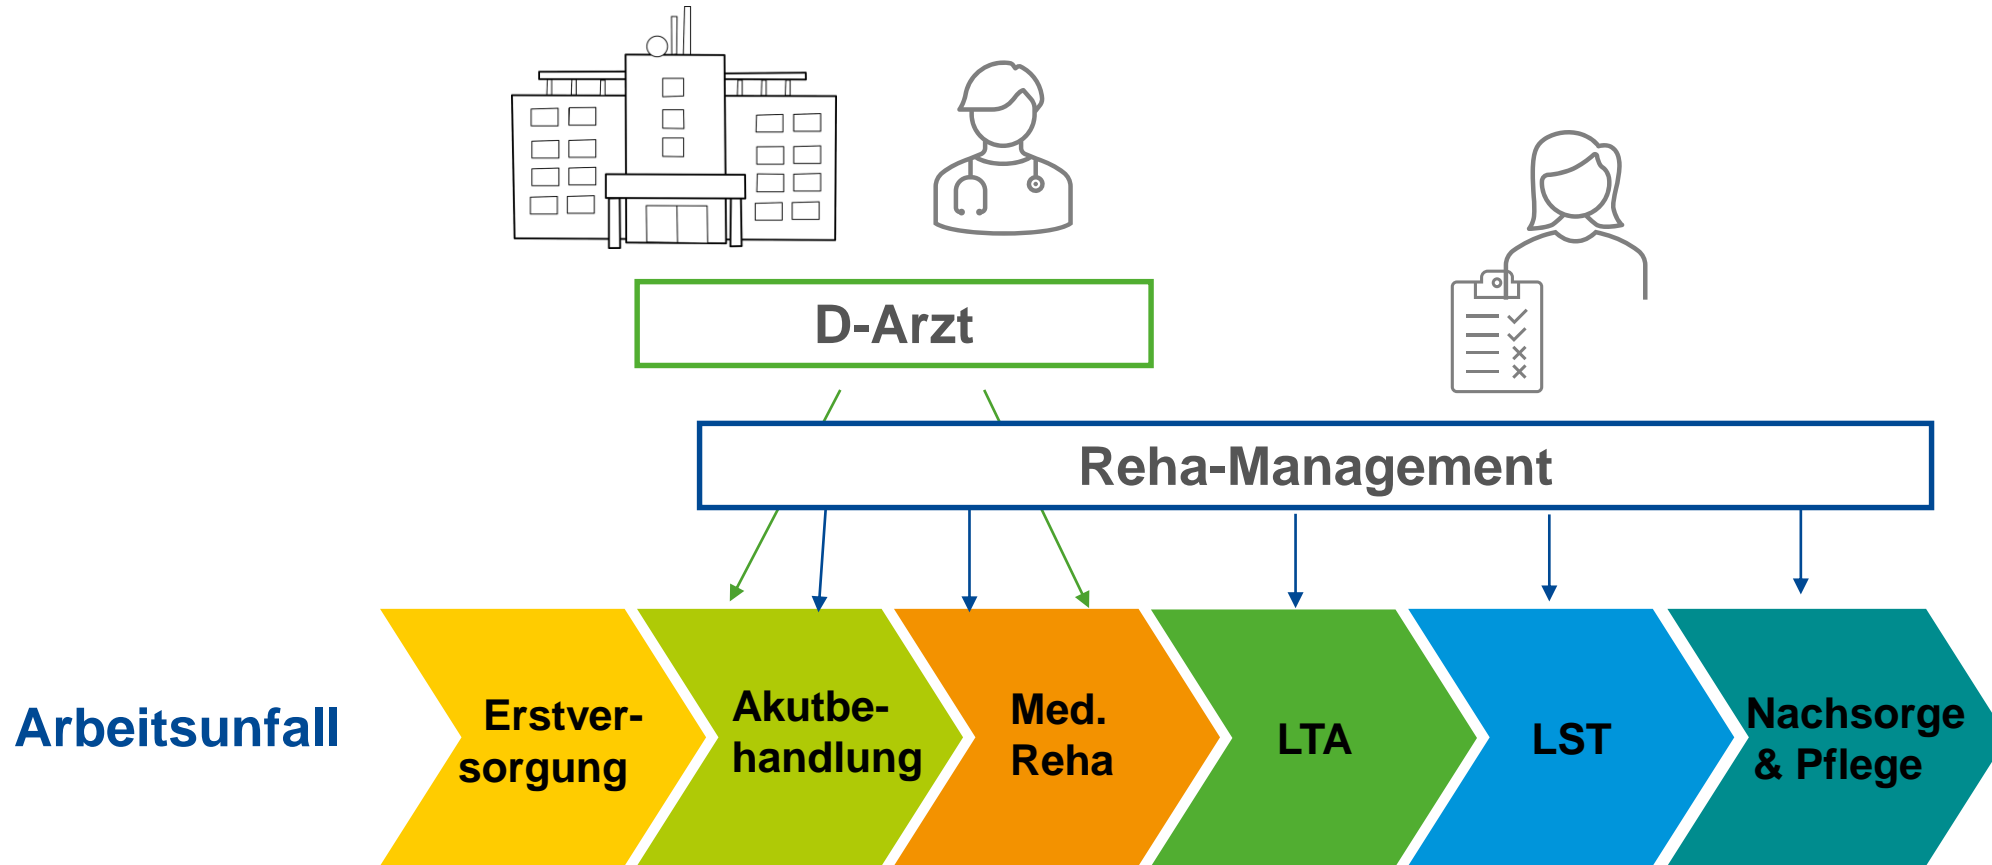 D-Arzt
Reha-Management
Arbeitsunfall
Erstver-
sorgung
Akutbe-
handlung
Med.
Reha
LTA
LST
Nachsorge
& Pflege